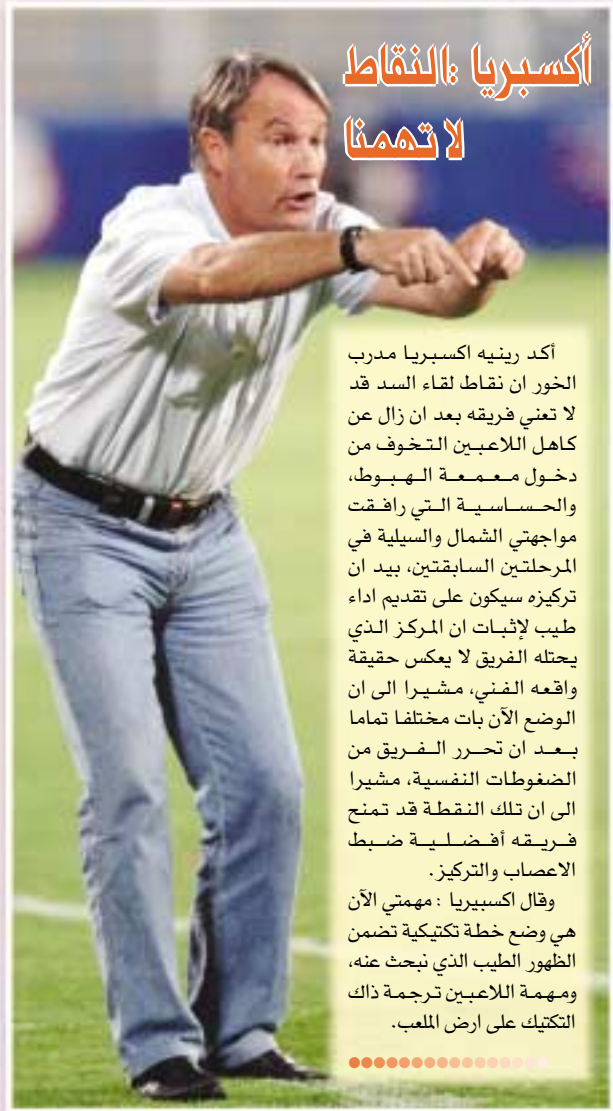 أكسبريا :النقاط
لا تهمنا
أكد رينيه اكسبريا مدرب
الخور ان نقاط لقاء السد قد
لا تعني فريقه بعد ان زال عن
كاهل اللاعبين التخوف من
دخول معمعة الهبوط،
والحساسية التي رافقت
مواجهتي الشمال والسيلية في
المرحلتين السابقتين، بيد ان
تركيزه سيكون على تقديم اداء
طيب لإثبات ان المركز الذي
يحتله الفريق لا يعكس حقيقة
واقعه الفني، مشيرا الى ان
الوضع الآن بات مختلفا تماما
بعد ان تحرر الفريق من
الضغوطات النفسية، مشيرا
الى ان تلك النقطة قد تمنح
فريقه أفضلية ضبط
الاعصاب والتركيز.
وقال اكسبيريا : مهمتي الآن
هي وضع خطة تكتيكية تضمن
الظهور الطيب الذي نبحث عنه،
ومهمة اللاعبين ترجمة ذاك
التكتيك على ارض الملعب.